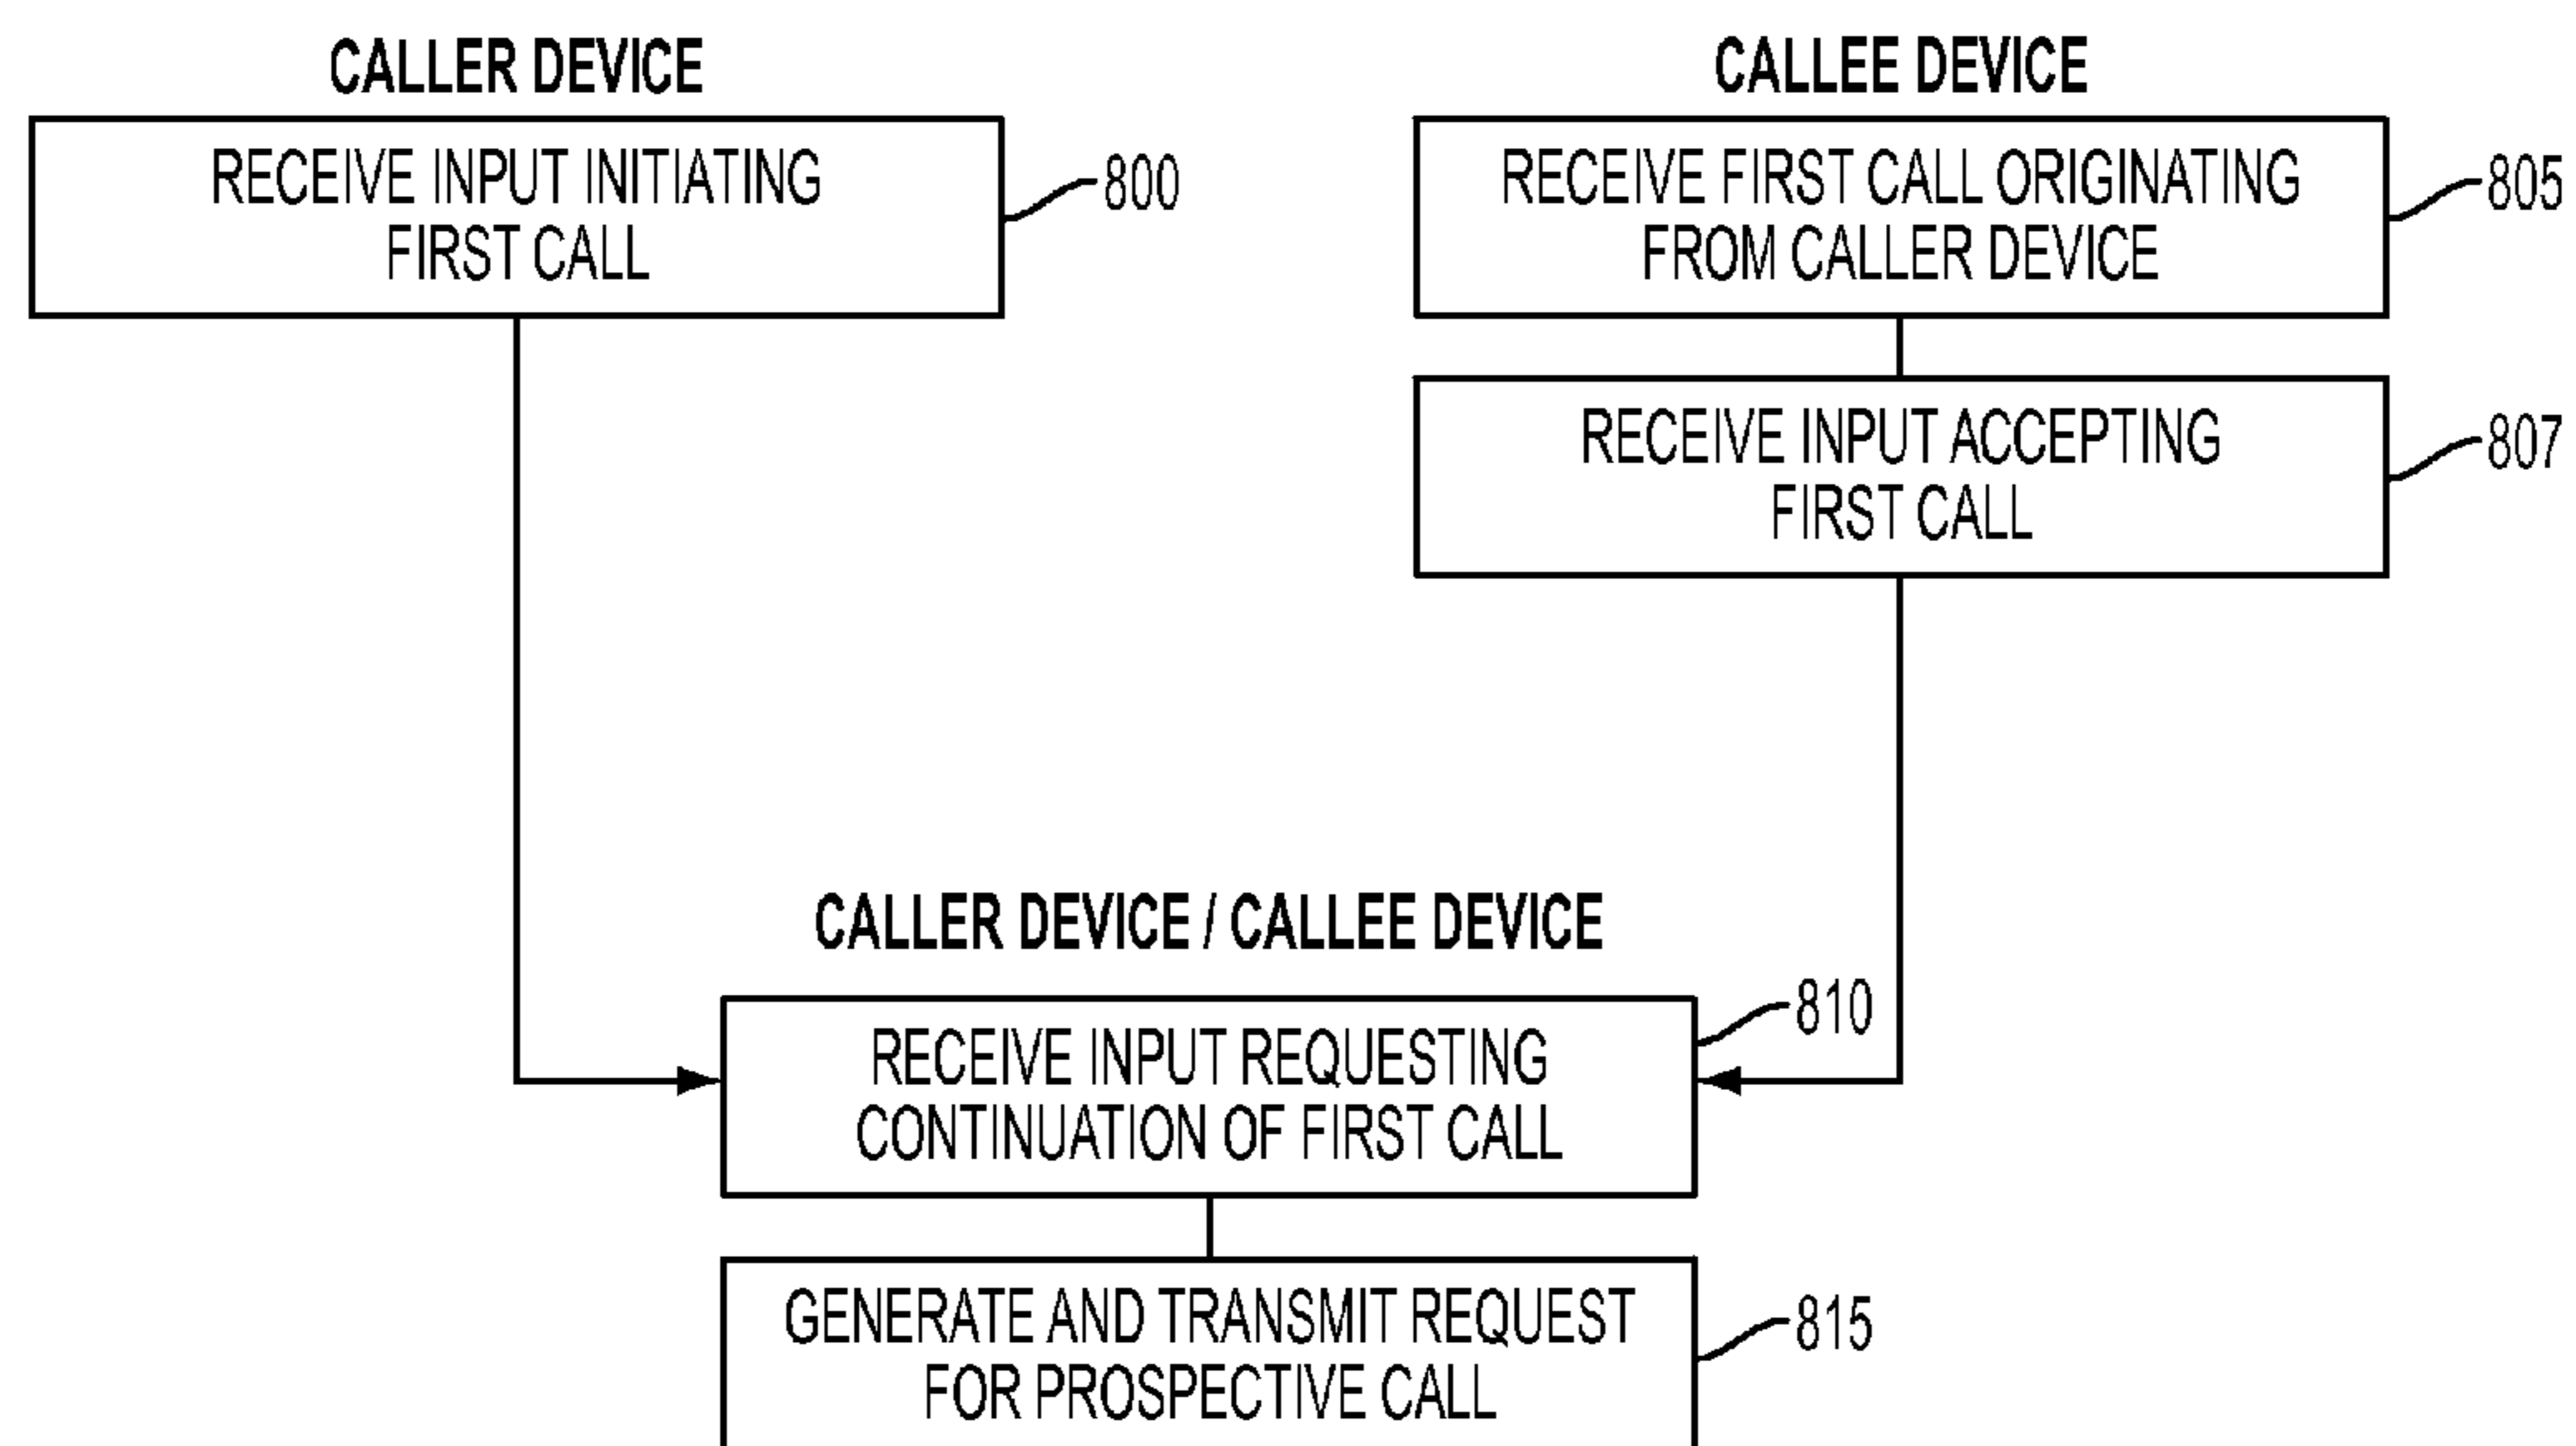 CALLER DEVICE
RECEIVE INPUT INITIATING
FIRST CALL
800
CALLEE DEVICE
RECEIVE FIRST CALL ORIGINATING
FROM CALLER DEVICE
805
RECEIVE INPUT ACCEPTING
FIRST CALL
807
CALLER DEVICE / CALLEE DEVICE
RECEIVE INPUT REQUESTING
CONTINUATION OF FIRST CALL
810
GENERATE AND TRANSMIT REQUEST
FOR PROSPECTIVE CALL
815